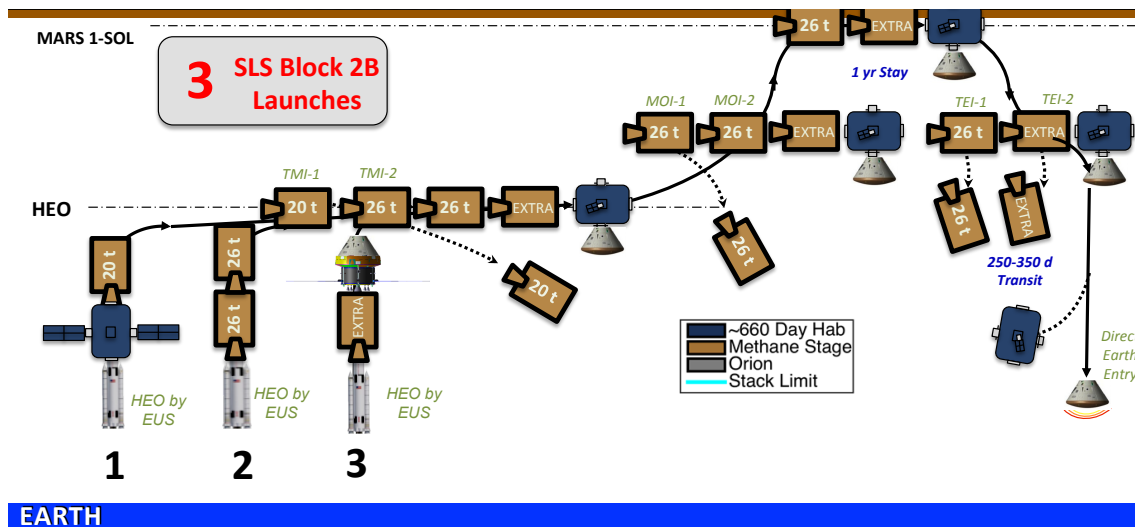 MARS 1-SOL
3 SLS Block 2B
Launches
26 t
EXTRA
1 yr Stay
MOI-1
MOI-2
26 t
26 t
EXTRA
TEI-1
TEI-2
26 t
EXTRA
TMI-1
TMI-2
HEO
20 t
26 t
26 t
EXTRA
26 t
26 t
EXTRA
250-350 d
Transit
20 t
26 t
20 t
26 t
EXTRA
~660 Day Hab
Methane Stage
Orion
Stack Limit
Direc
Earth
Entry
HEO by
EUS
HEO by
EUS
HEO by
EUS
1
2
3
EARTH